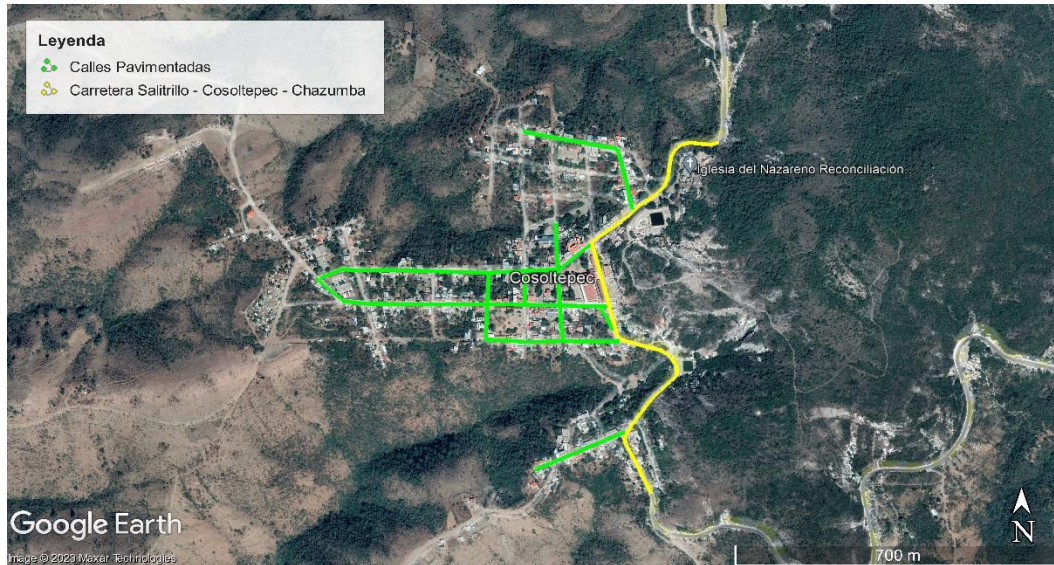 Leyenda
Calles Pavimentadas
Carretera Salitrillo - Cosoltepec - Chazumba
Iglesia del Nazareno Reconciliación...
Cosoltepec
Google Earth
Image © 2023 Maxar Technologies
N
700 m